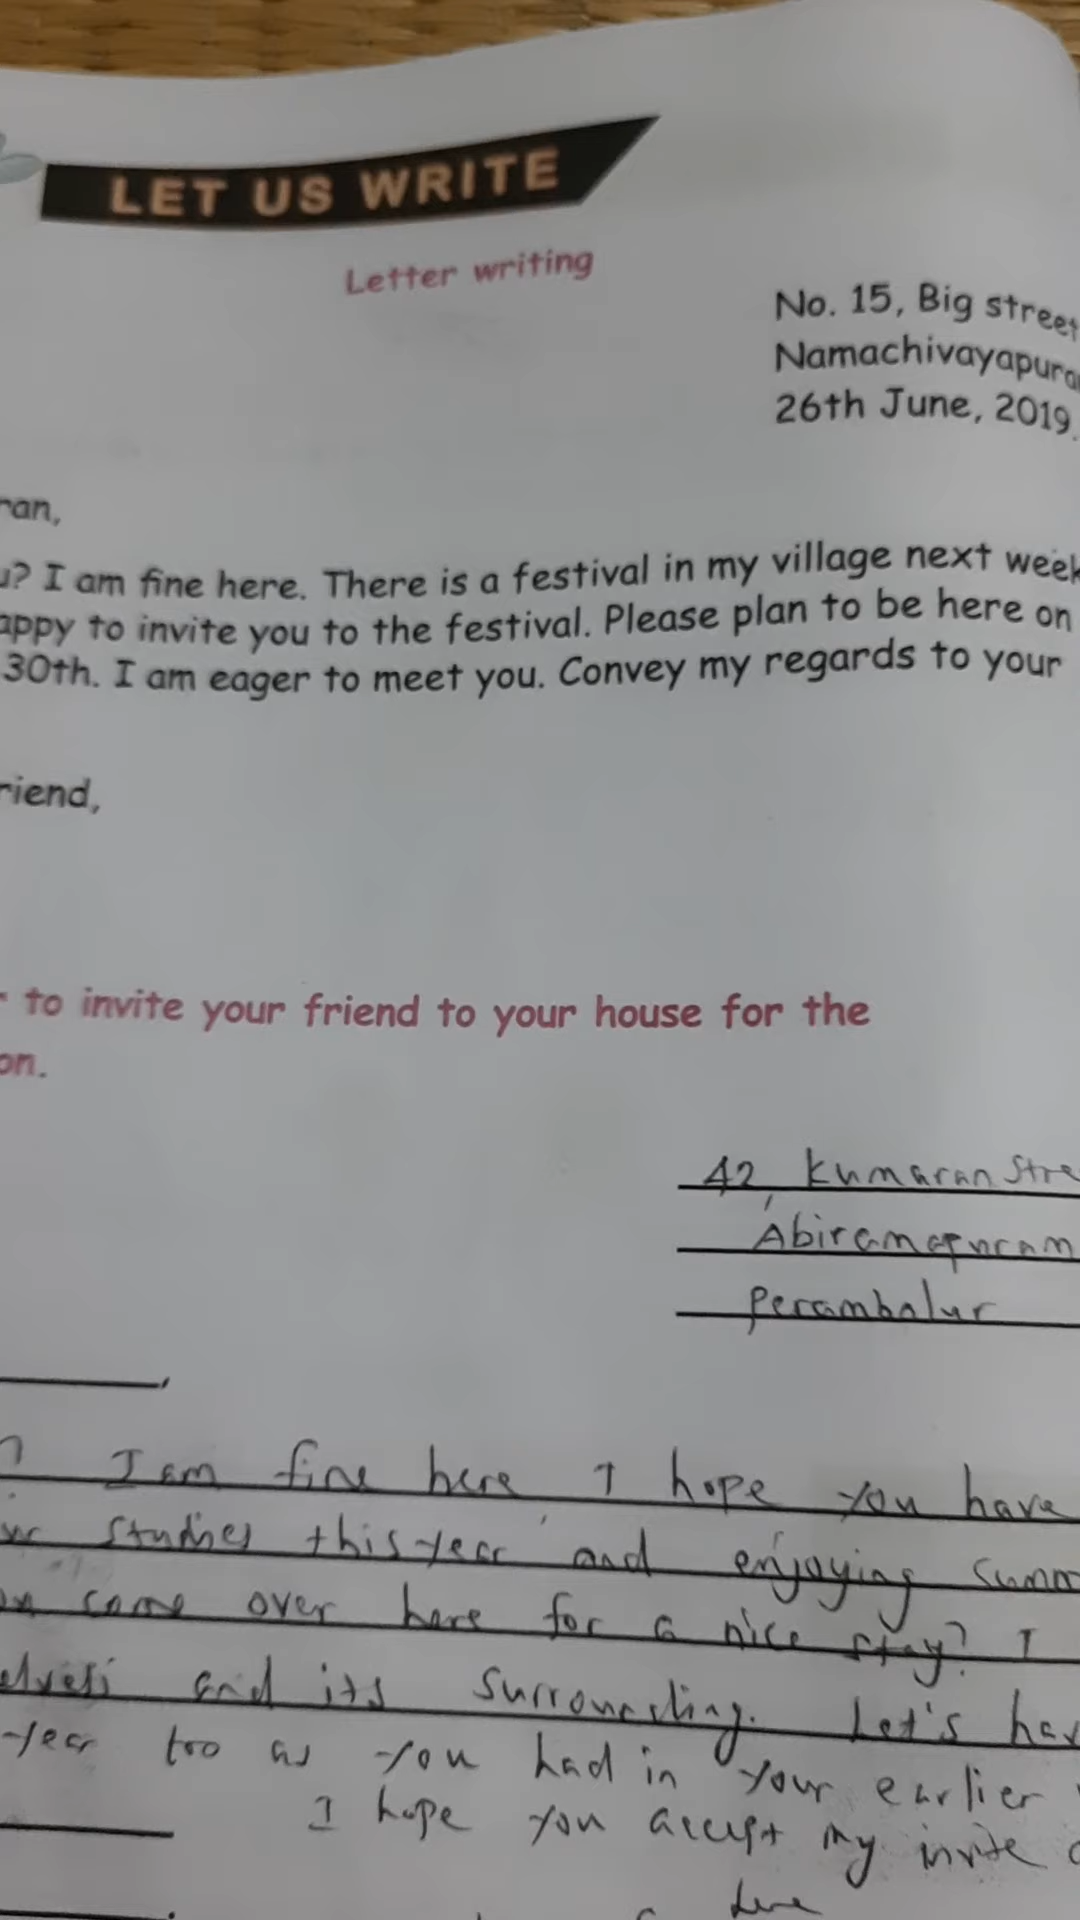 LET US WRITE
Letter writing
No. 15, Big street
Namachivayapura
26th June, 2019.
ran,
u? I am fine here. There is a festival in my village next week
appy to invite you to the festival. Please plan to be here on
30th. I am eager to meet you. Convey my regards to your
riend,
to invite your friend to your house for the
on.
42, Kumaran Stre
Abiramapuram
Perambalur
? I am fine here I hope you have
ur studies this year and enjoying summ
come over here for a nice stay? I
and its surrounding. Let's hav
year too as you had in your earlier
I hope you accept my invite